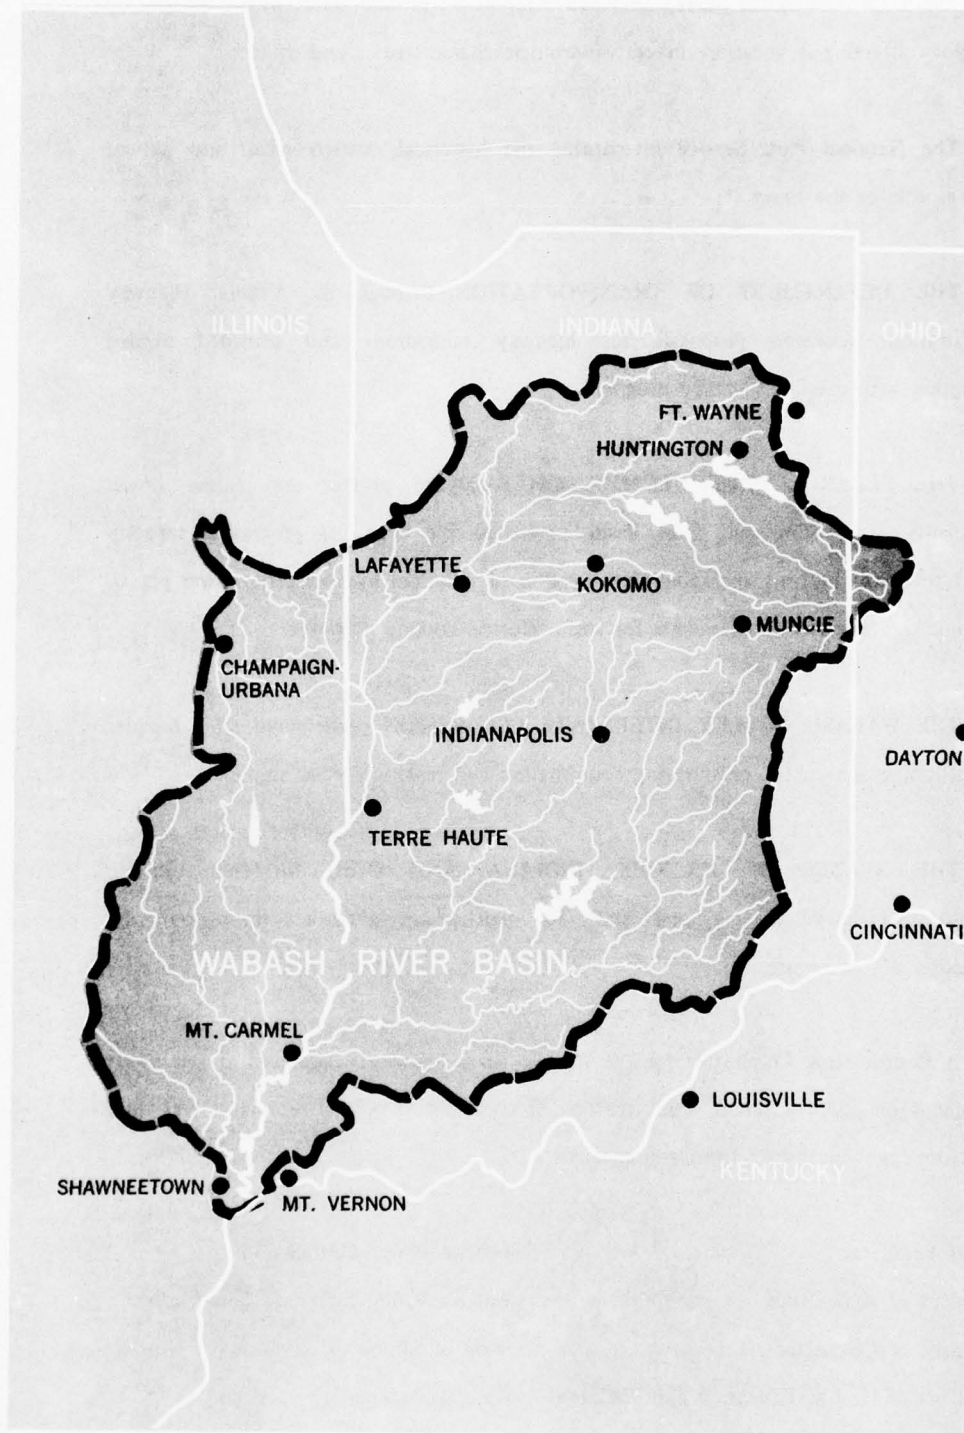 ILLINOIS
INDIANA
OHIO
FT. WAYNE
HUNTINGTON
LAFAYETTE
KOKOMO
MUNCIE
CHAMPAIGN-
URBANA
INDIANAPOLIS
DAYTON
TERRE HAUTE
CINCINNATI
WABASH RIVER BASIN
MT. CARMEL
LOUISVILLE
KENTUCKY
SHAWNEETOWN
MT. VERNON